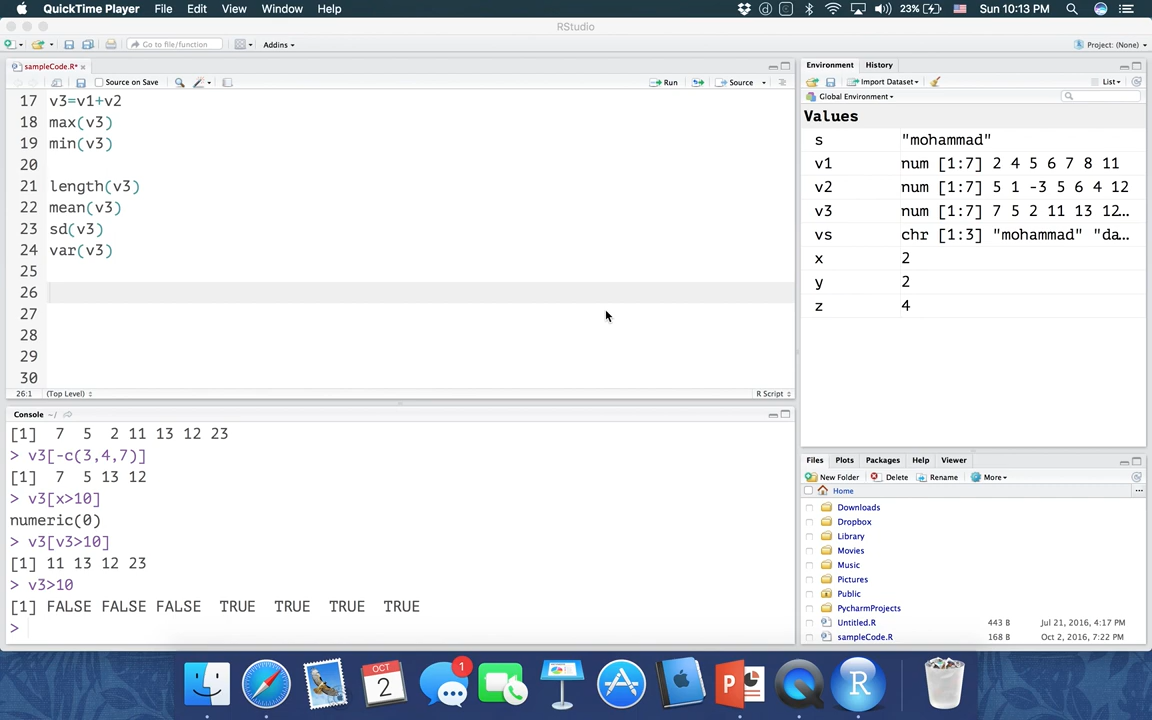 QuickTime Player File Edit View Window Help 23% Sun 10:13 PM
RStudio
Go to file/function Addins Project: (None)
sampleCode.R*
Source on Save Run Source
17 v3=v1+v2
18 max(v3)
19 min(v3)
20
21 length(v3)
22 mean(v3)
23 sd(v3)
24 var(v3)
25
26
27
28
29
30
26:1 (Top Level) R Script
Console ~/
[1] 7 5 2 11 13 12 23
> v3[-c(3,4,7)]
[1] 7 5 13 12
> v3[x>10]
numeric(0)
> v3[v3>10]
[1] 11 13 12 23
> v3>10
[1] FALSE FALSE FALSE TRUE TRUE TRUE TRUE
>
Environment History
Import Dataset List
Global Environment
Values
s "mohammad"
v1 num [1:7] 2 4 5 6 7 8 11
v2 num [1:7] 5 1 -3 5 6 4 12
v3 num [1:7] 7 5 2 11 13 12…
vs chr [1:3] "mohammad" "da…
x 2
y 2
z 4
Files Plots Packages Help Viewer
New Folder Delete Rename More
Home
Downloads
Dropbox
Library
Movies
Music
Pictures
Public
PycharmProjects
Untitled.R 443 B Jul 21, 2016, 4:17 PM
sampleCode.R 168 B Oct 2, 2016, 7:22 PM
OCT
2
1
P
R